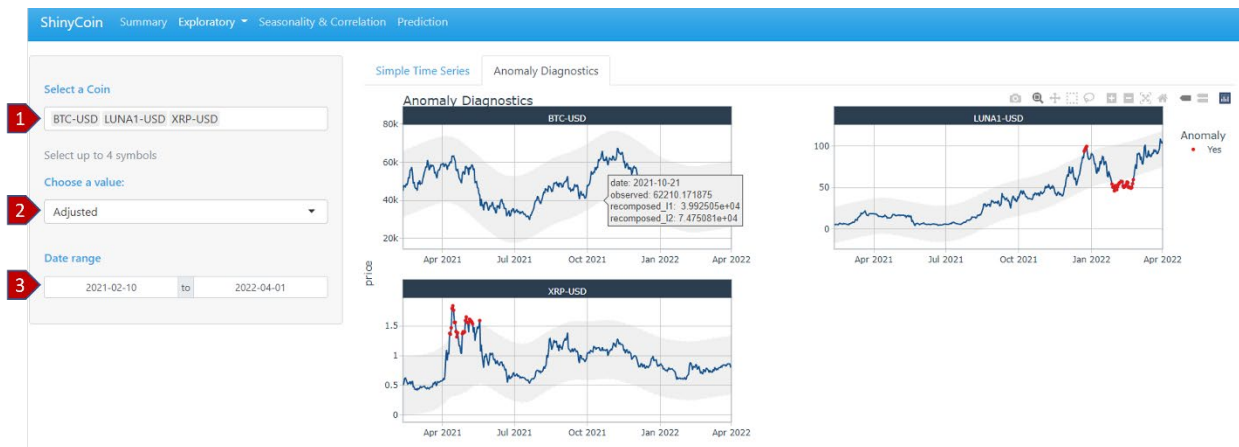 ShinyCoin Summary Exploratory Seasonality & Correlation Prediction
Select a Coin
1
BTC-USD LUNA1-USD XRP-USD
Select up to 4 symbols
Choose a value:
2
Adjusted
Date range
3
2021-02-10 to 2022-04-01
Simple Time Series Anomaly Diagnostics
Anomaly Diagnostics
BTC-USD
80k
60k
40k
20k
date: 2021-10-21
observed: 62210.171875
recomposed_l1: 3.992505e+04
recomposed_l2: 7.475081e+04
Apr 2021 Jul 2021 Oct 2021 Jan 2022 Apr 2022
LUNA1-USD
100
50
0
Apr 2021 Jul 2021 Oct 2021 Jan 2022 Apr 2022
Anomaly
Yes
price
XRP-USD
1.5
1
0.5
0
Apr 2021 Jul 2021 Oct 2021 Jan 2022 Apr 2022